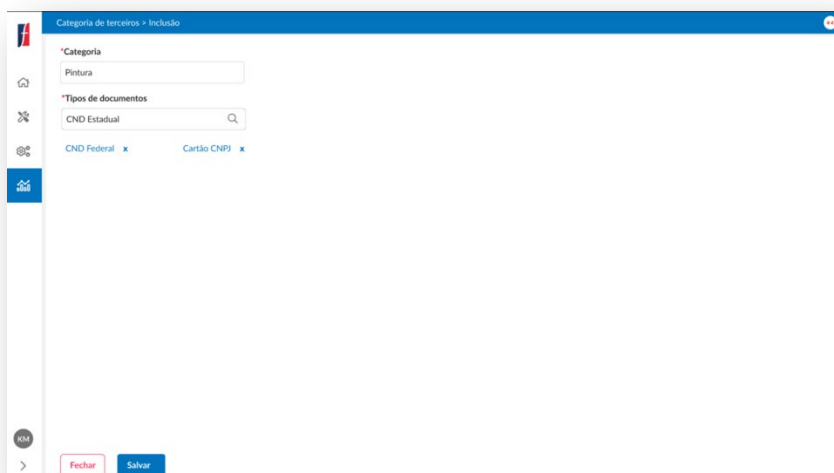 Categoria de terceiros > Inclusão
*Categoria
Pintura
*Tipos de documentos
CND Estadual
CND Federal x Cartão CNPJ x
KM
Fechar Salvar